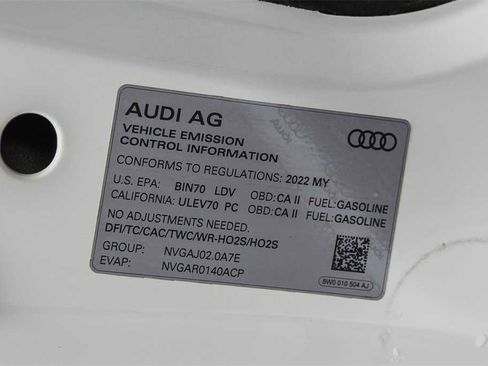 AUDI AG
VEHICLE EMISSION
CONTROL INFORMATION
CONFORMS TO REGULATIONS: 2022 MY
U.S. EPA: BIN70 LDV OBD:CA II FUEL:GASOLINE
CALIFORNIA: ULEV70 PC OBD:CA II FUEL:GASOLINE
NO ADJUSTMENTS NEEDED.
DFI/TC/CAC/TWC/WR-HO2S/HO2S
GROUP: NVGAJ02.0A7E
EVAP: NVGAR0140ACP
8W0 010 504 AJ